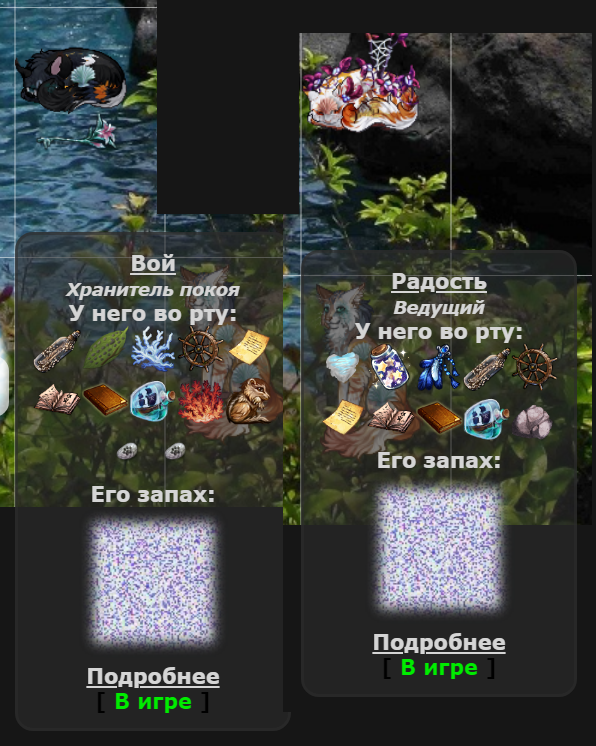 Вой
Хранитель покоя
У него во рту:
Его запах:
Подробнее
[ В игре ]
Радость
Ведущий
У него во рту:
Его запах:
Подробнее
[ В игре ]